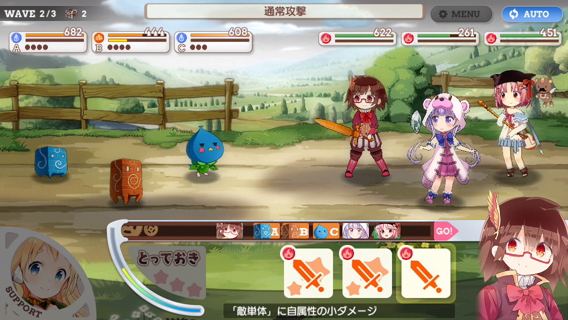 WAVE 2/3 2
通常攻撃
MENU
AUTO
682
444
608
A
B
C
622
261
451
A B C GO!
SUPPORT
とっておき
「敵単体」に自属性の小ダメージ